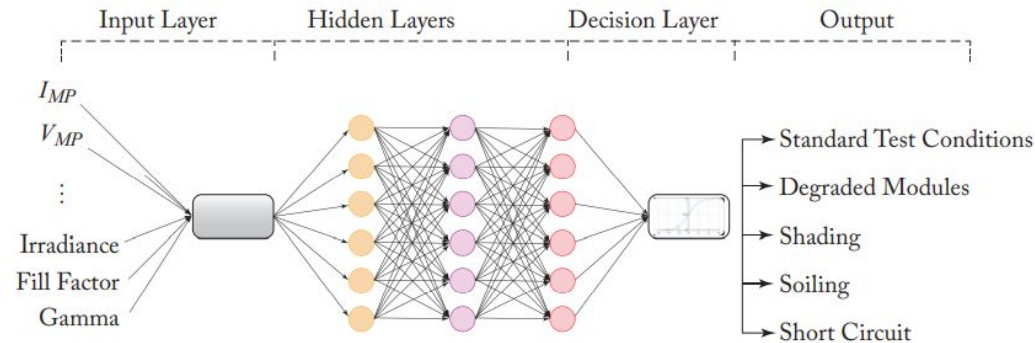 Input Layer
Hidden Layers
Decision Layer
Output
I_MP
V_MP
⋮
Irradiance
Fill Factor
Gamma
Standard Test Conditions
Degraded Modules
Shading
Soiling
Short Circuit